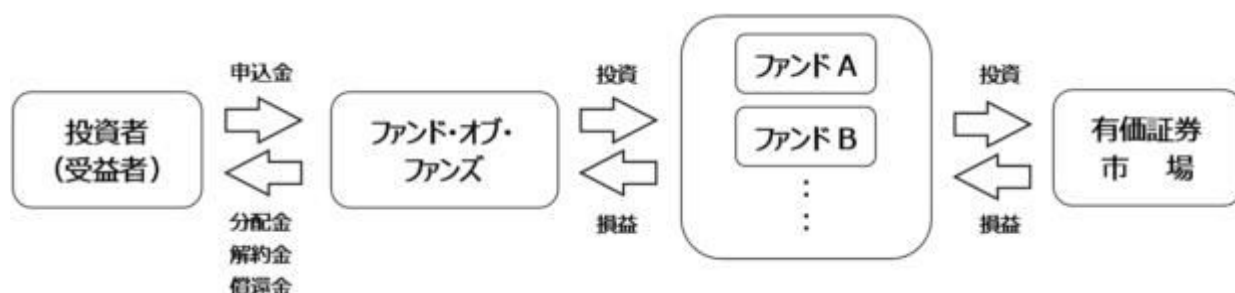 投資者
(受益者)
申込金
分配金
解約金
償還金
ファンド・オブ・
ファンズ
投資
損益
ファンド A
ファンド B
投資
損益
有価証券
市 場